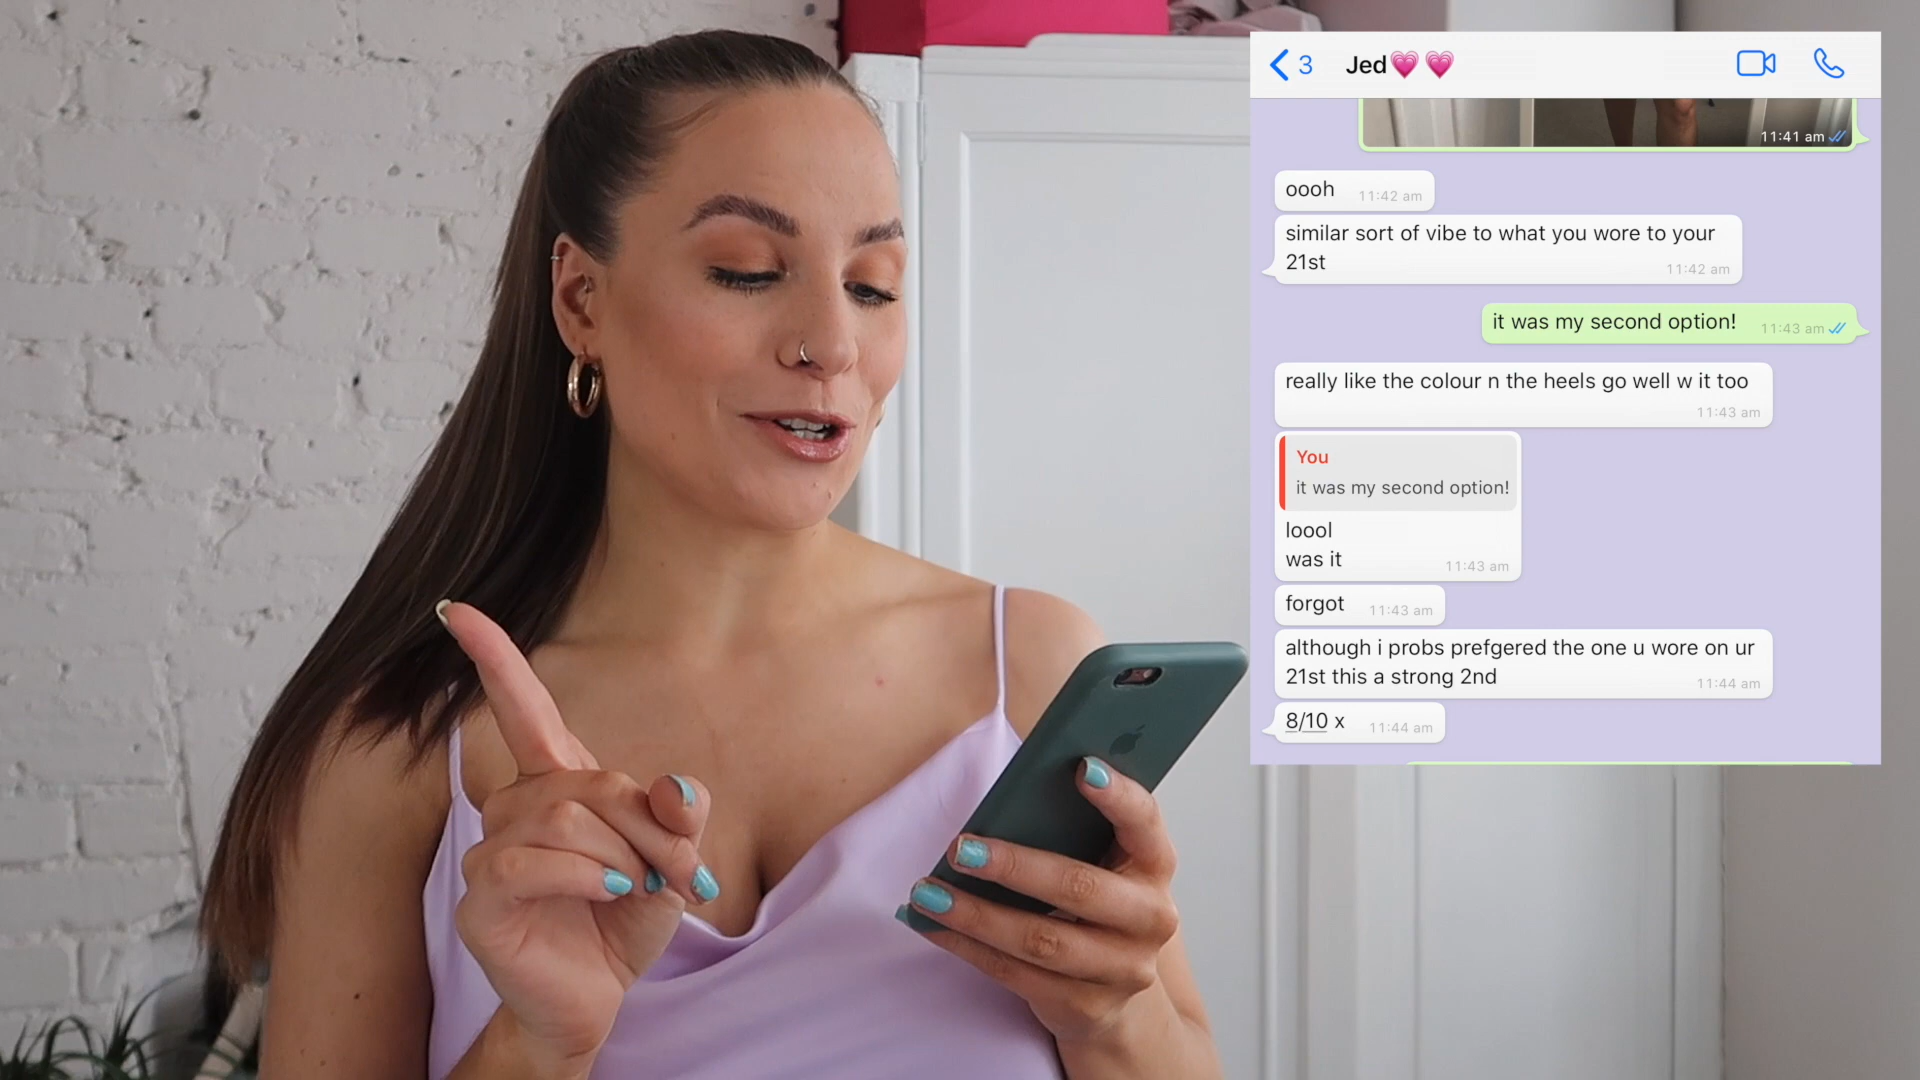 3 Jed💗💗
11:41 am
oooh 11:42 am
similar sort of vibe to what you wore to your
21st 11:42 am
it was my second option! 11:43 am
really like the colour n the heels go well w it too
11:43 am
You
it was my second option!
loool
was it 11:43 am
forgot 11:43 am
although i probs prefgered the one u wore on ur
21st this a strong 2nd 11:44 am
8/10 x 11:44 am